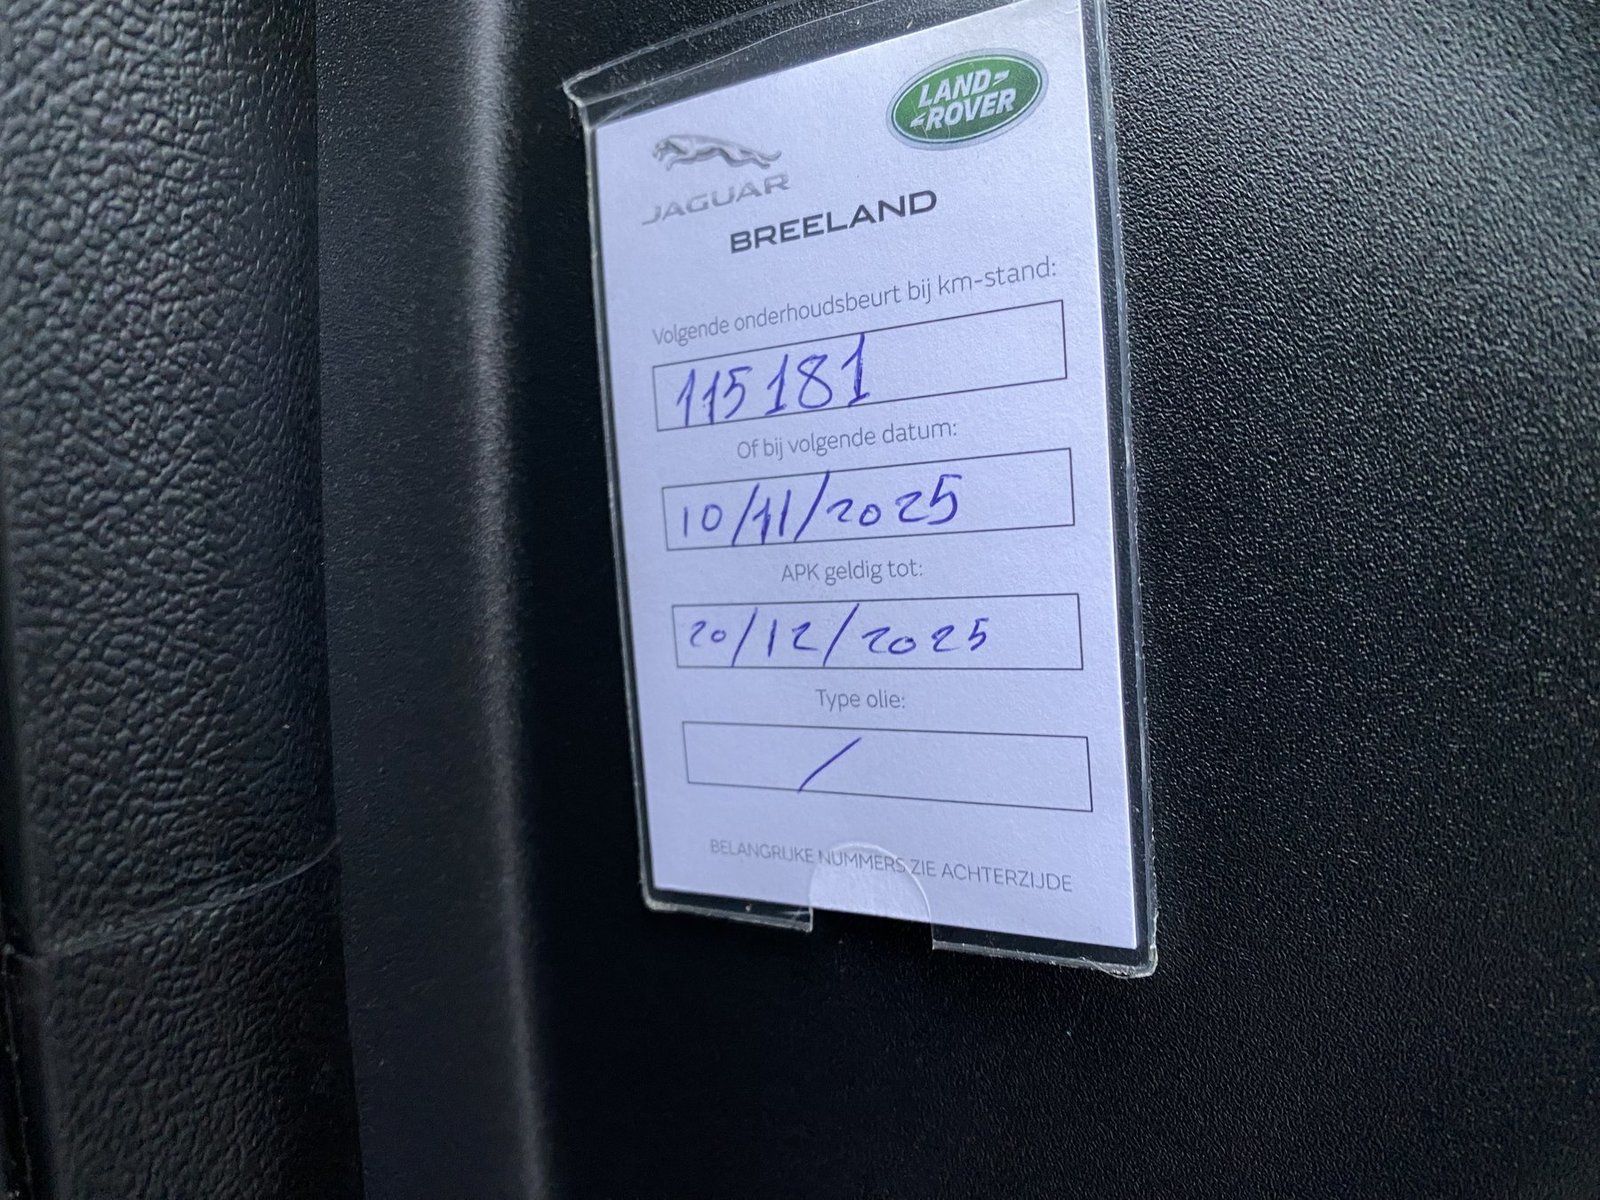 JAGUAR
LAND-
-ROVER
BREELAND
Volgende onderhoudsbeurt bij km-stand:
115181
Of bij volgende datum:
10/11/2025
APK geldig tot:
20/12/2025
Type olie:
/
BELANGRIJKE NUMMERS ZIE ACHTERZIJDE